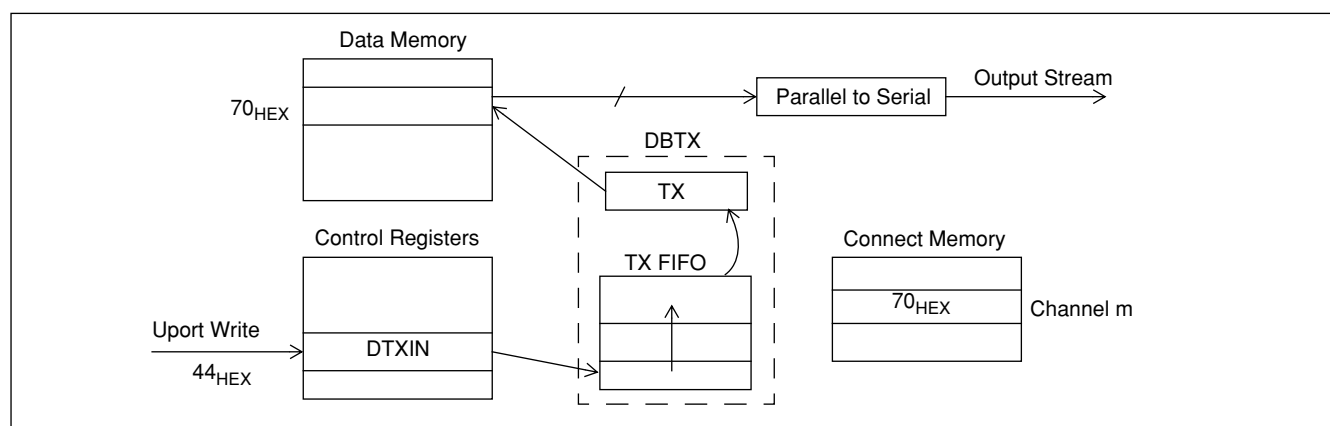 Data Memory
70HEX
Parallel to Serial
Output Stream
DBTX
TX
Control Registers
TX FIFO
Connect Memory
70HEX
Channel m
Uport Write
DTXIN
44HEX